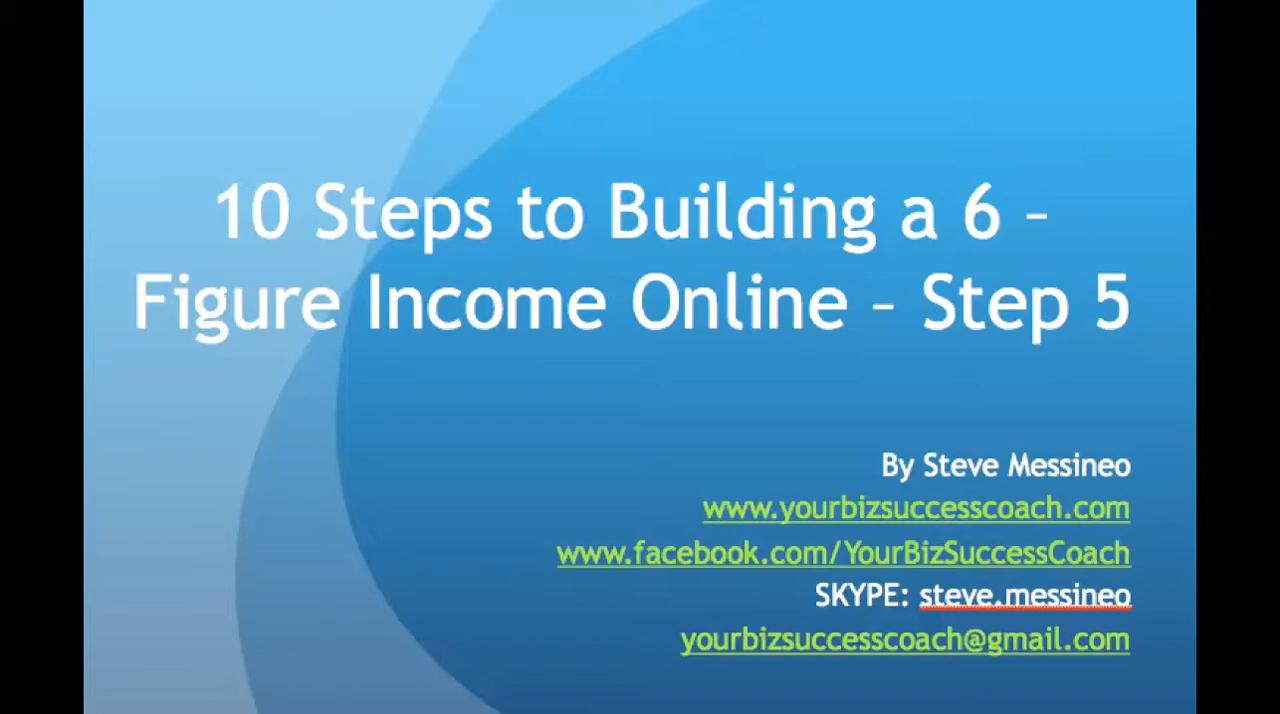 10 Steps to Building a 6 –
Figure Income Online – Step 5
By Steve Messineo
www.yourbizsuccesscoach.com
www.facebook.com/YourBizSuccessCoach
SKYPE: steve.messineo
yourbizsuccesscoach@gmail.com